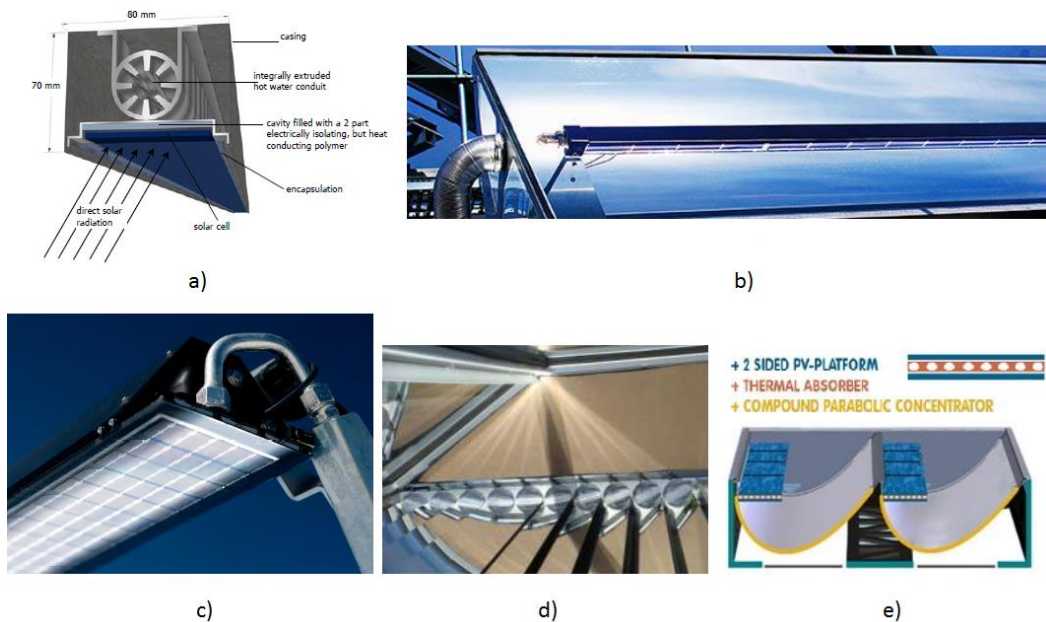 80 mm
casing
70 mm
integrally extruded
hot water conduit
cavity filled with a 2 part
electrically isolating, but heat
conducting polymer
encapsulation
direct solar
radiation
solar cell
a)
b)
+ 2 SIDED PV-PLATFORM
+ THERMAL ABSORBER
+ COMPOUND PARABOLIC CONCENTRATOR
c)
d)
e)